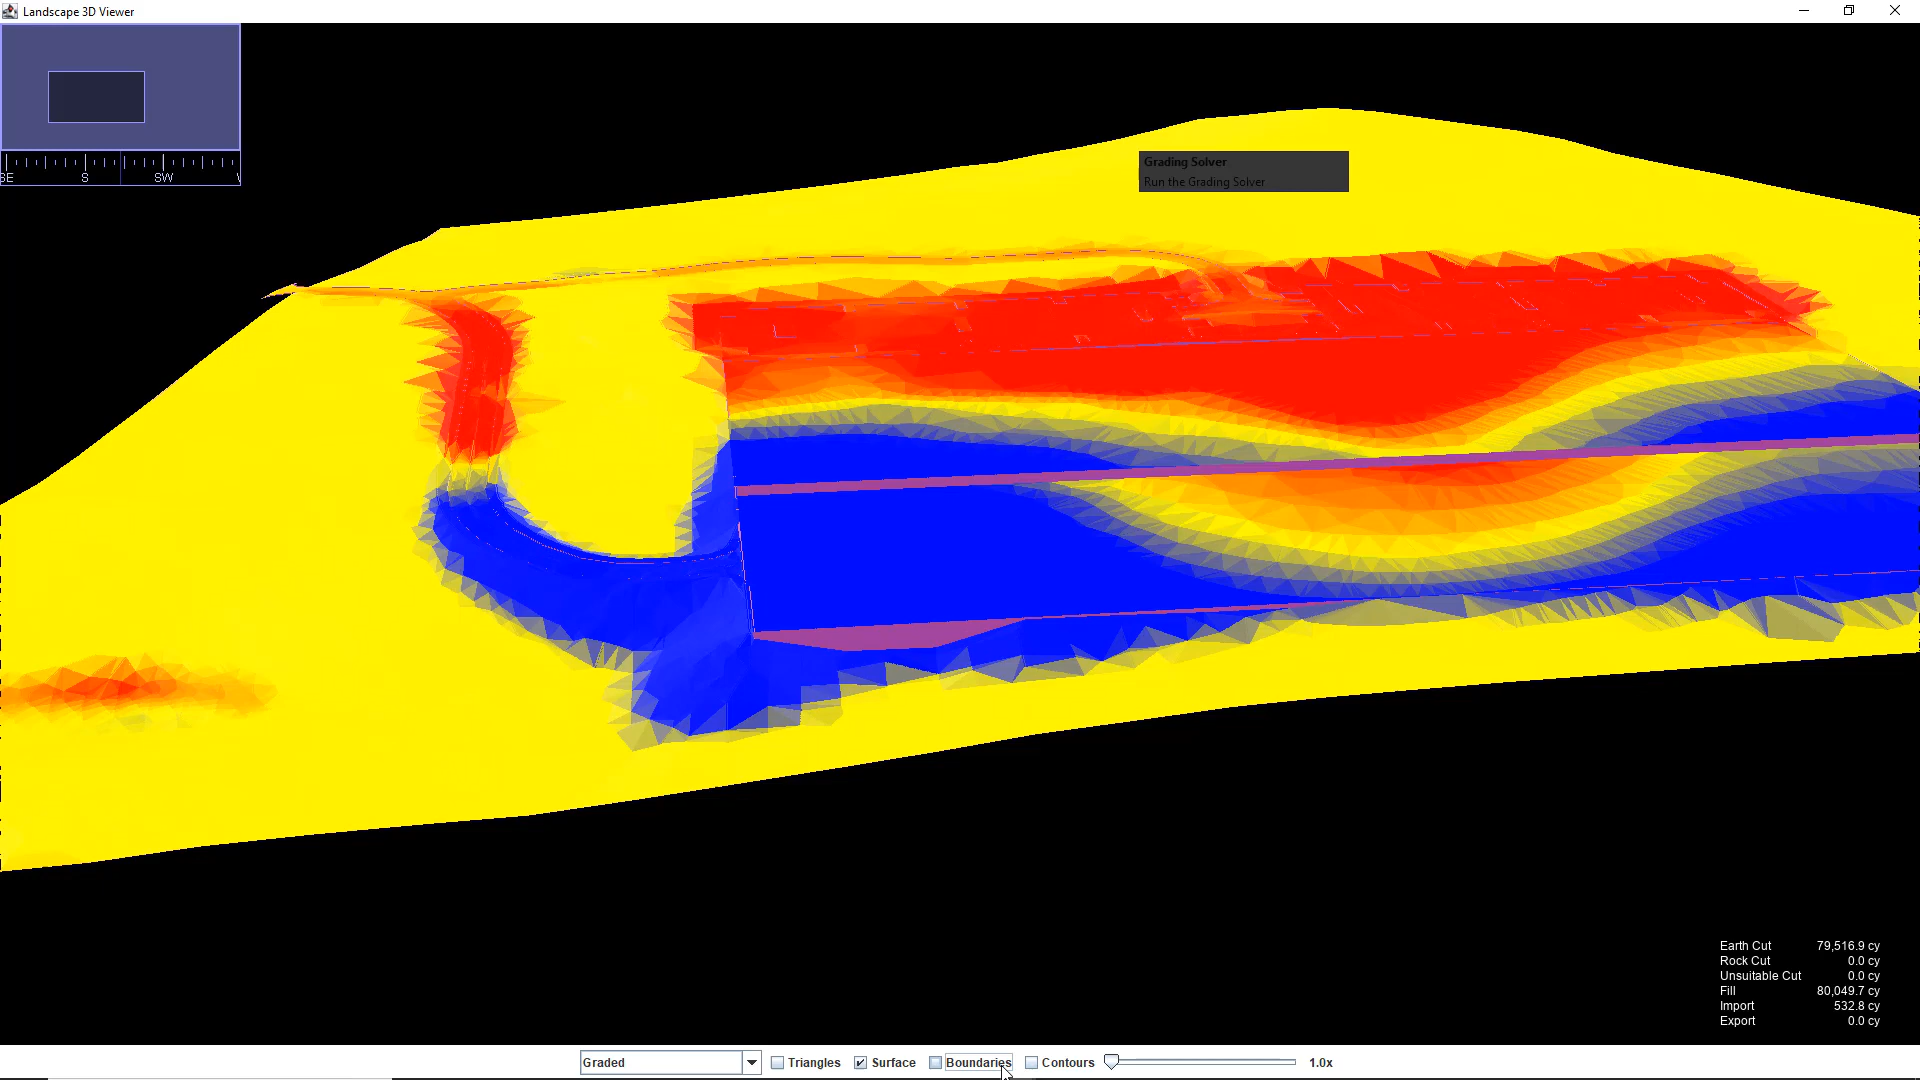 Landscape 3D Viewer
SE S SW
Grading Solver
Run the Grading Solver
Earth Cut 79,516.9 cy
Rock Cut 0.0 cy
Unsuitable Cut 0.0 cy
Fill 80,049.7 cy
Import 532.8 cy
Export 0.0 cy
Graded Triangles Surface Boundaries Contours 1.0x